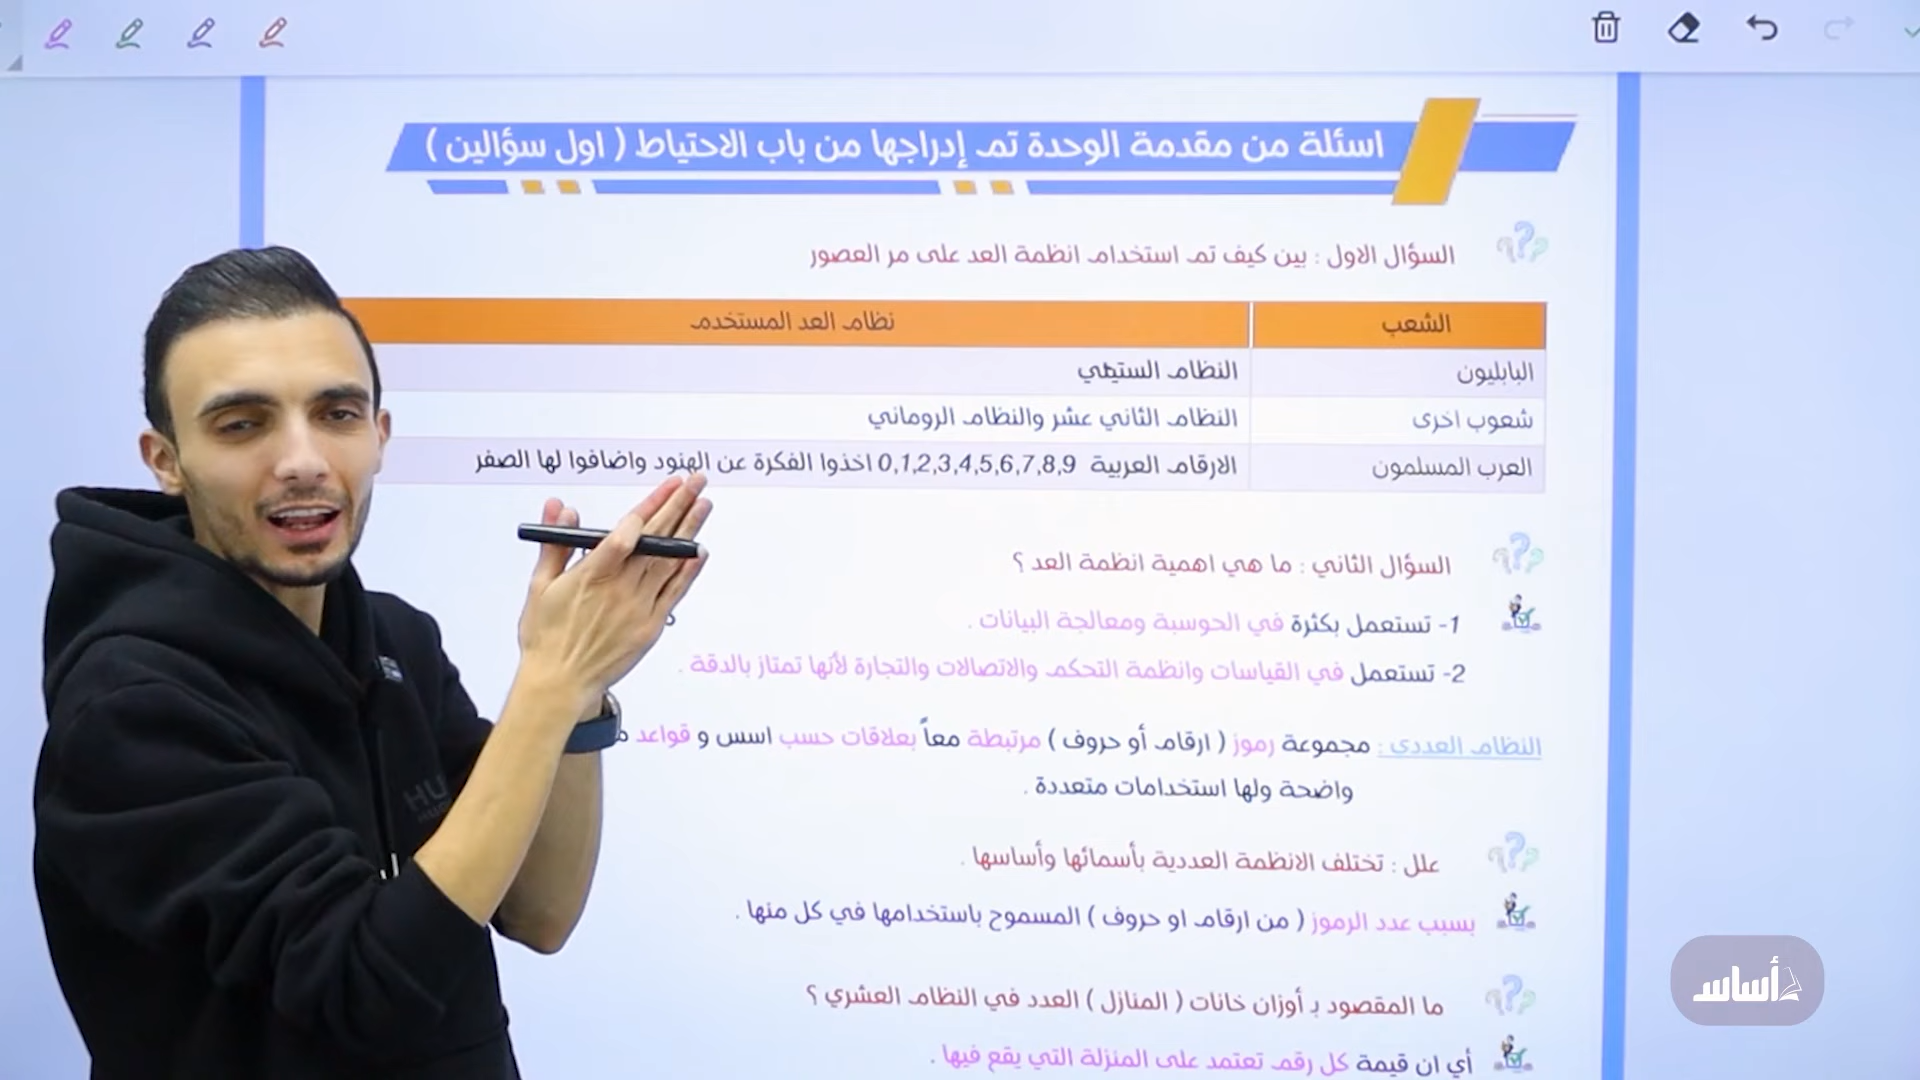 اسئلة من مقدمة الوحدة تم إدراجها من باب الاحتياط ( اول سؤالين )
السؤال الاول : بين كيف تم استخدام انظمة العد على مر العصور
الشعب نظام العد المستخدم
البابليون النظام الستيطي
شعوب اخرى النظام الثاني عشر والنظام الروماني
العرب المسلمون الارقام العربية 0,1,2,3,4,5,6,7,8,9 اخذوا الفكرة عن الهنود واضافوا لها الصفر
السؤال الثاني : ما هي اهمية انظمة العد ؟
1- تستعمل بكثرة في الحوسبة ومعالجة البيانات .
2- تستعمل في القياسات وانظمة التحكم والاتصالات والتجارة لأنها تمتاز بالدقة .
النظام العددي : مجموعة رموز ( ارقام أو حروف ) مرتبطة معاً بعلاقات حسب اسس و قواعد
واضحة ولها استخدامات متعددة .
علل : تختلف الانظمة العددية بأسمائها وأساسها .
بسبب عدد الرموز ( من ارقام او حروف ) المسموح باستخدامها في كل منها .
ما المقصود بـ أوزان خانات ( المنازل ) العدد في النظام العشري ؟
أي ان قيمة كل رقم تعتمد على المنزلة التي يقع فيها .
أساس